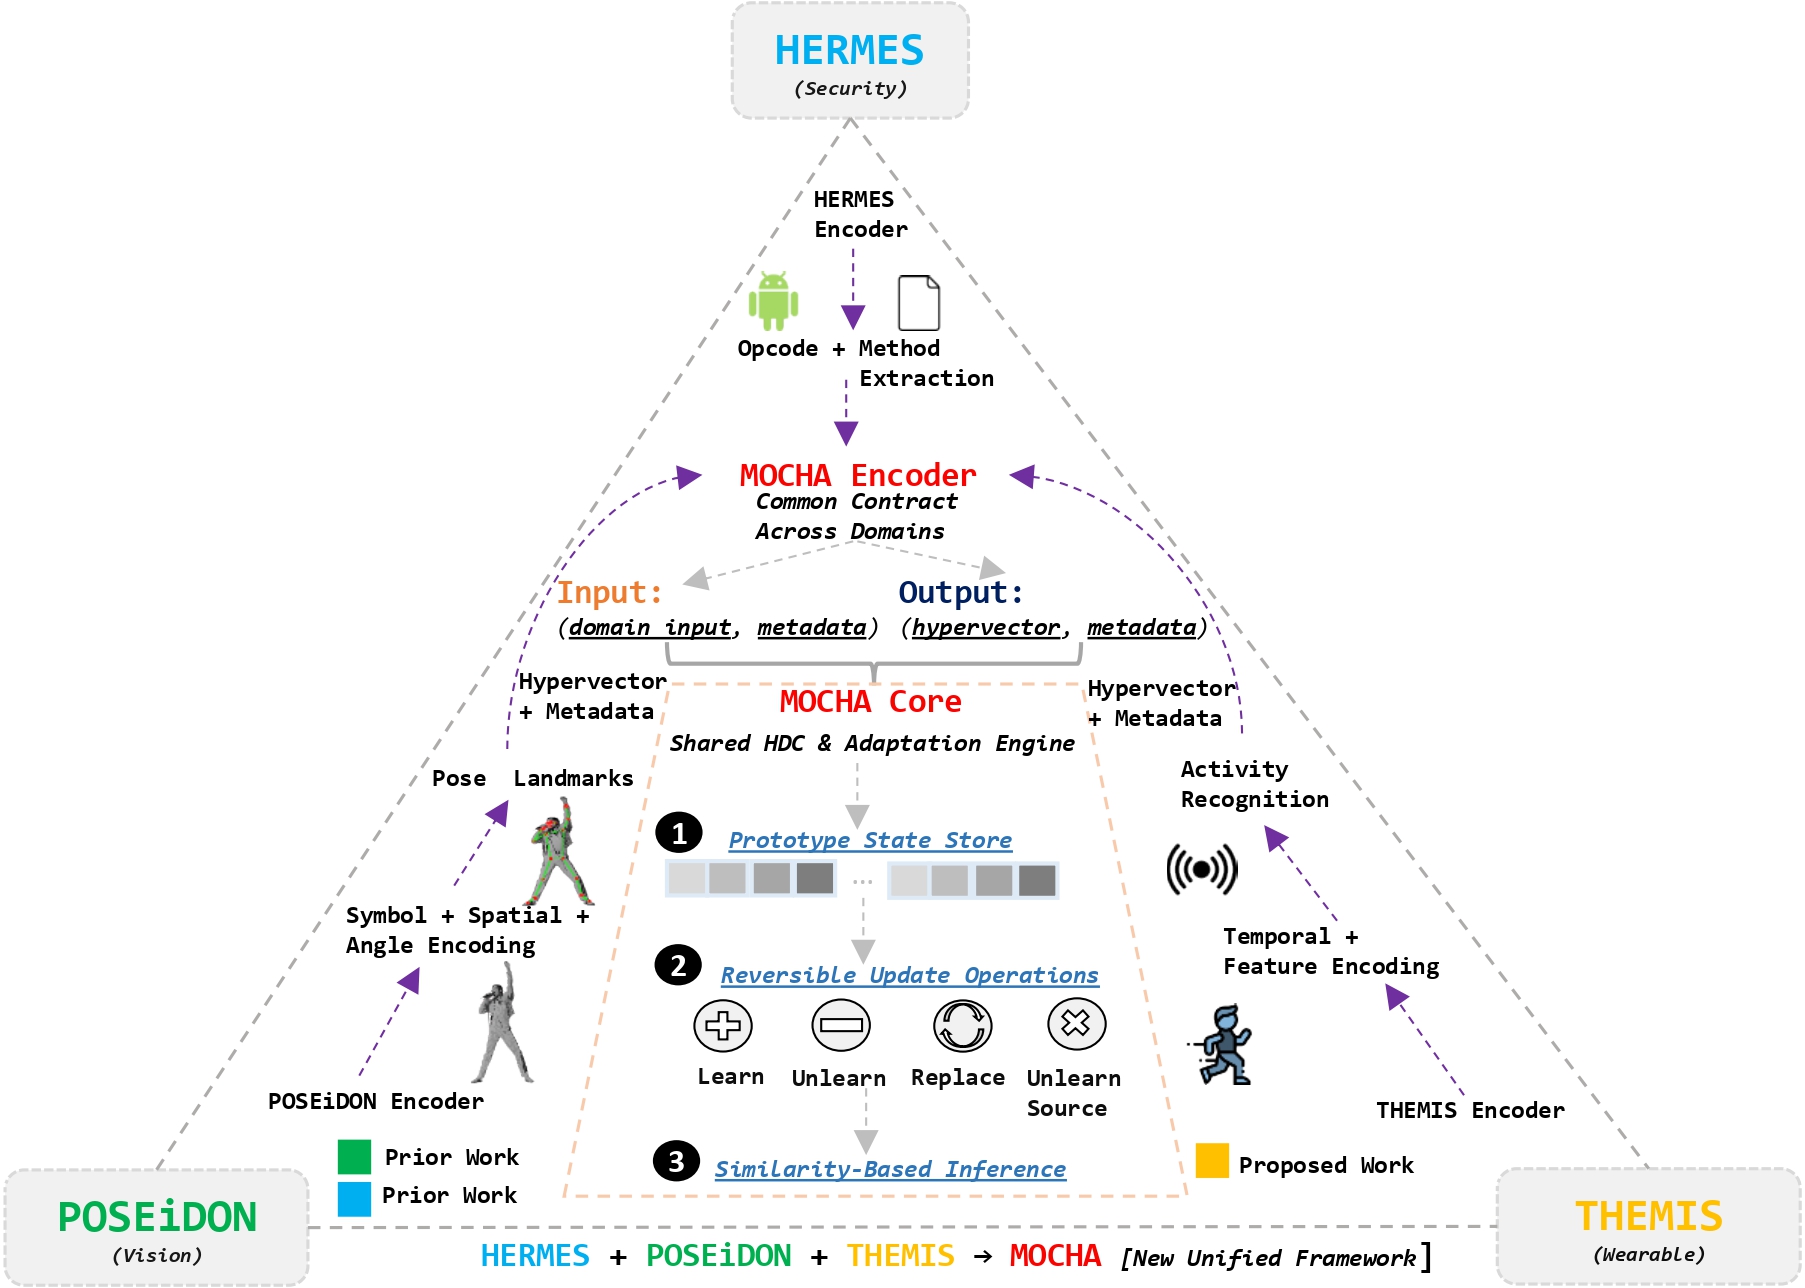 HERMES
(Security)
HERMES
Encoder
Opcode + Method
Extraction
MOCHA Encoder
Common Contract
Across Domains
Input:
(domain input, metadata)
Output:
(hypervector, metadata)
Hypervector
+ Metadata
Pose Landmarks
Symbol + Spatial +
Angle Encoding
POSEiDON Encoder
MOCHA Core
Shared HDC & Adaptation Engine
1 Prototype State Store
...
2 Reversible Update Operations
Learn
Unlearn
Replace
Unlearn
Source
3 Similarity-Based Inference
Hypervector
+ Metadata
Activity
Recognition
Temporal +
Feature Encoding
THEMIS Encoder
Prior Work
Prior Work
Proposed Work
POSEiDON
(Vision)
THEMIS
(Wearable)
HERMES + POSEiDON + THEMIS → MOCHA [New Unified Framework]